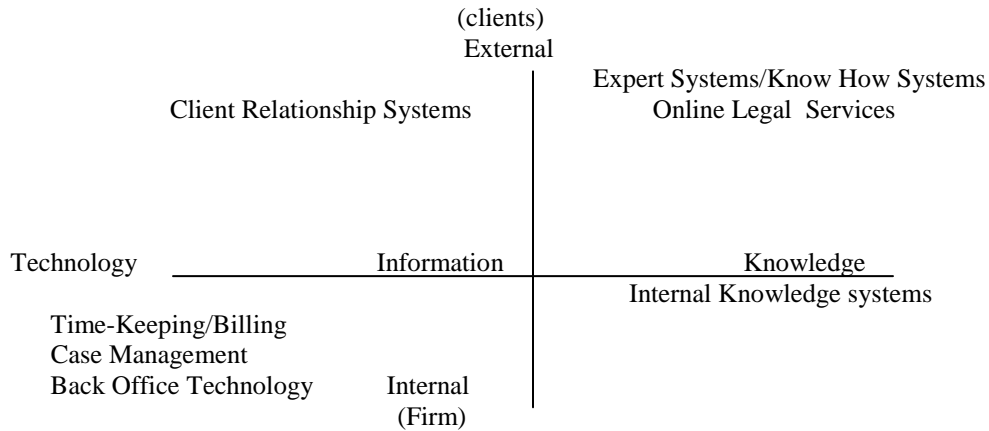 (clients)
External
Expert Systems/Know How Systems
Client Relationship Systems
Online Legal Services
Technology
Information
Knowledge
Internal Knowledge systems
Time-Keeping/Billing
Case Management
Back Office Technology
Internal
(Firm)